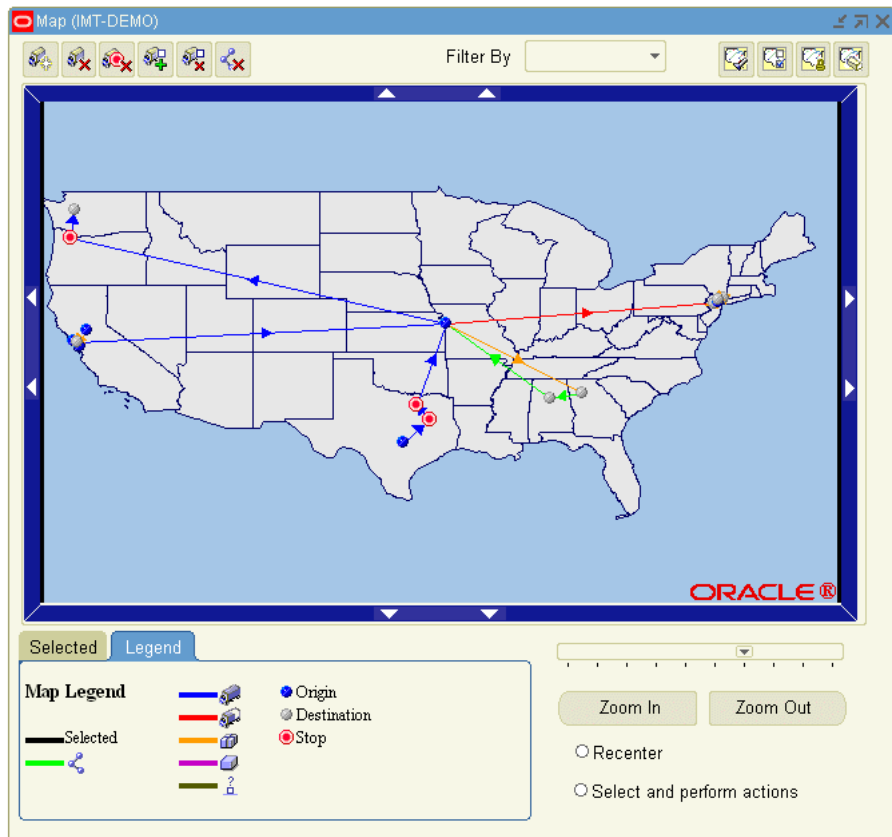 Map (IMT-DEMO)
Filter By
ORACLE®
Selected
Legend
Map Legend
Selected
Origin
Destination
Stop
?
Zoom In
Zoom Out
Recenter
Select and perform actions